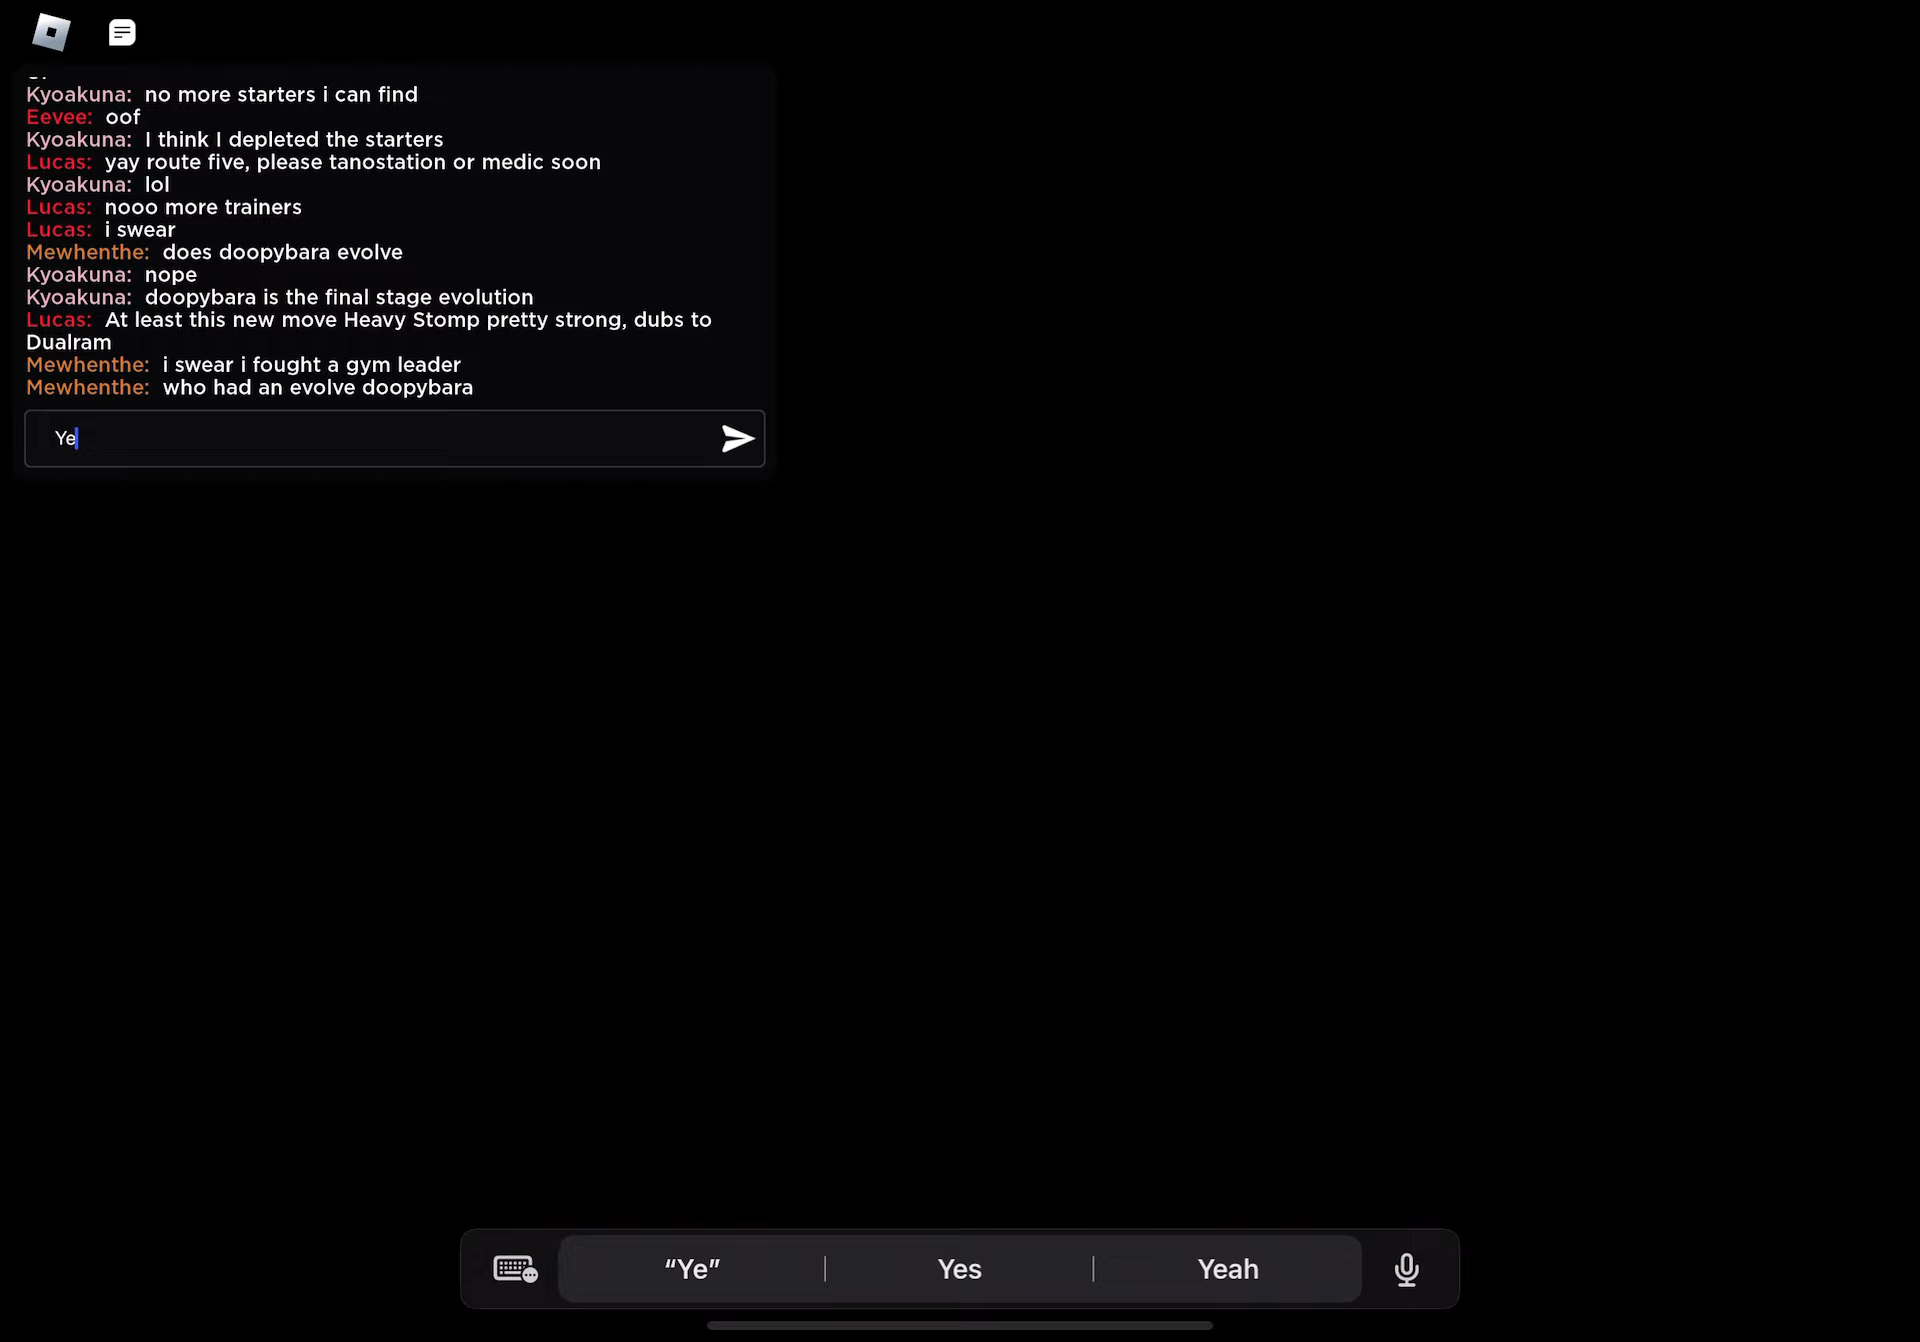 Kyoakuna: no more starters i can find
Eevee: oof
Kyoakuna: I think I depleted the starters
Lucas: yay route five, please tanostation or medic soon
Kyoakuna: lol
Lucas: nooo more trainers
Lucas: i swear
Mewhenthe: does doopybara evolve
Kyoakuna: nope
Kyoakuna: doopybara is the final stage evolution
Lucas: At least this new move Heavy Stomp pretty strong, dubs to
Dualram
Mewhenthe: i swear i fought a gym leader
Mewhenthe: who had an evolve doopybara
Ye
“Ye” Yes Yeah